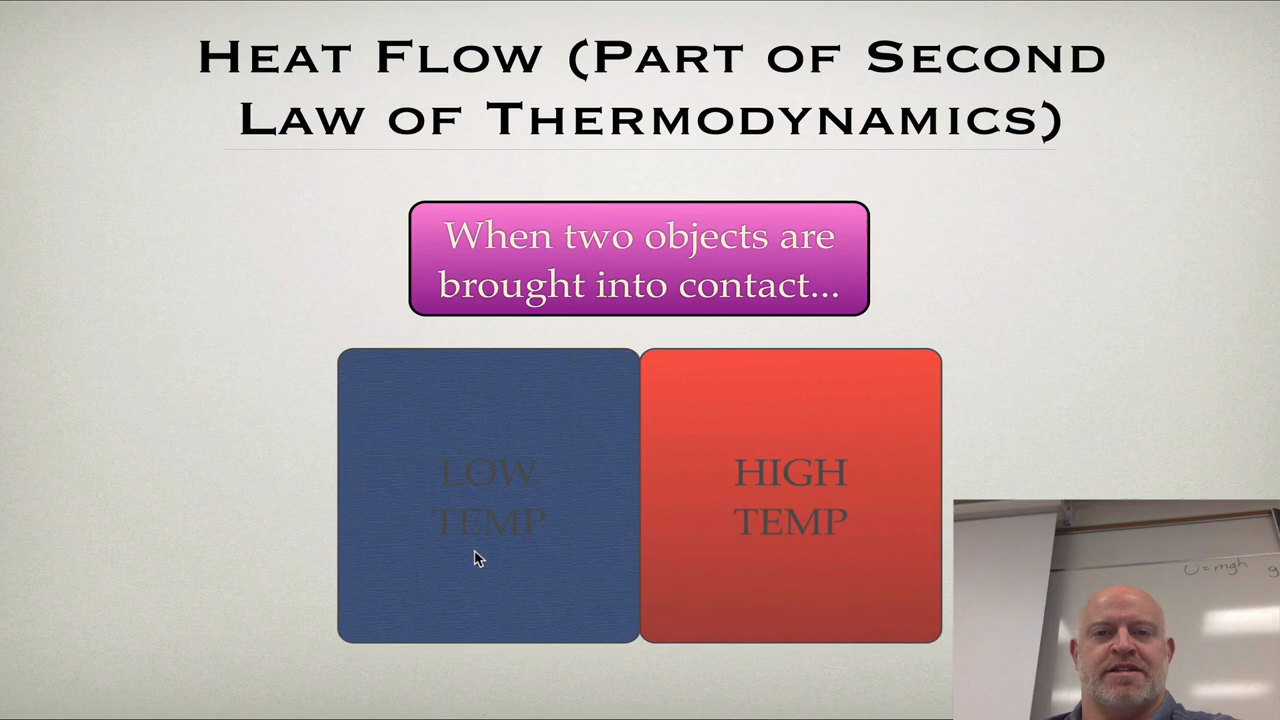 Heat Flow (Part of Second
Law of Thermodynamics)
When two objects are
brought into contact...
LOW
TEMP
HIGH
TEMP
U=mgh
g